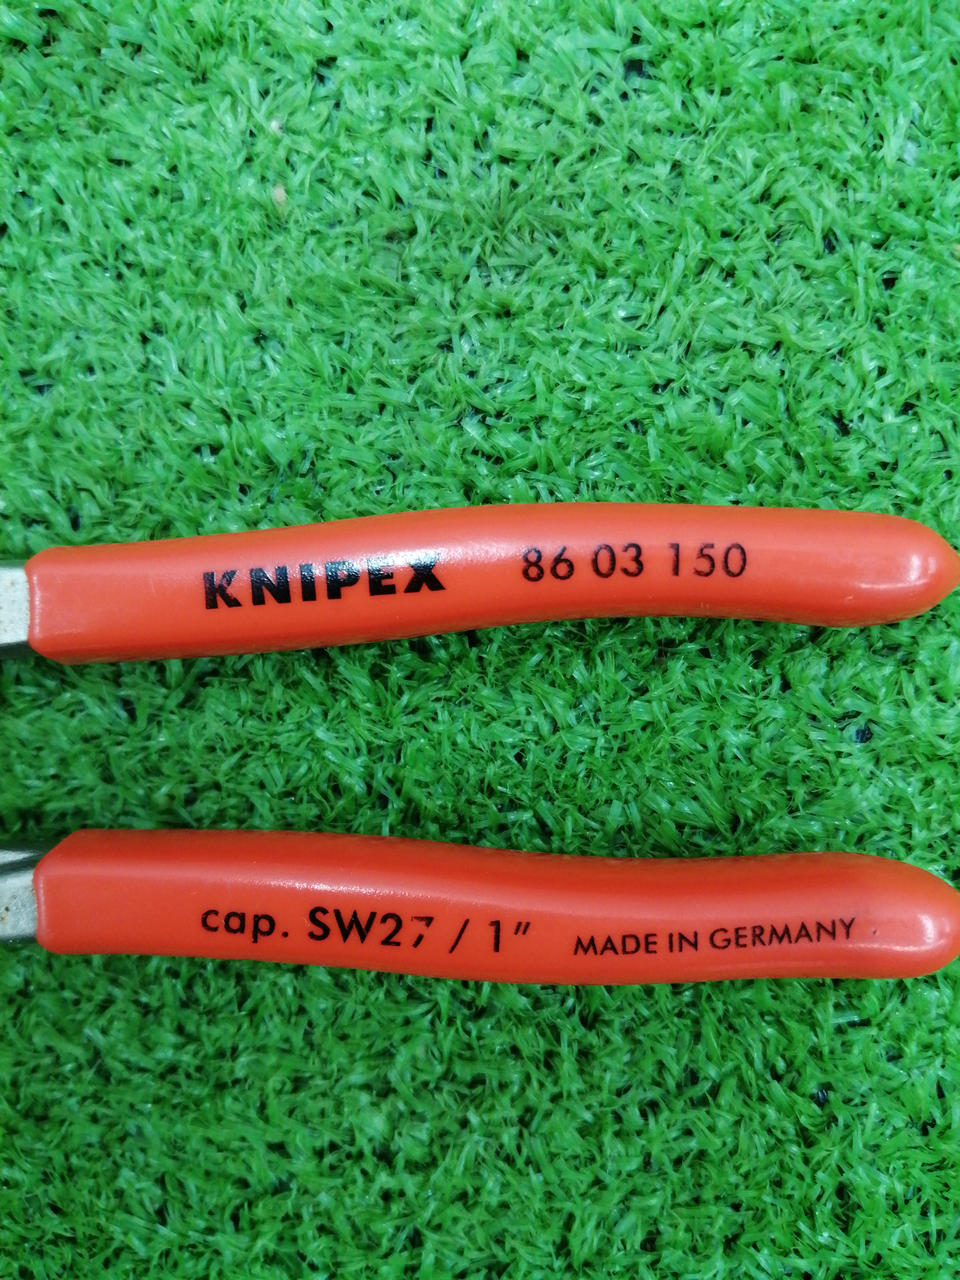 KNIPEX 86 03 150
cap. SW27 / 1" MADE IN GERMANY